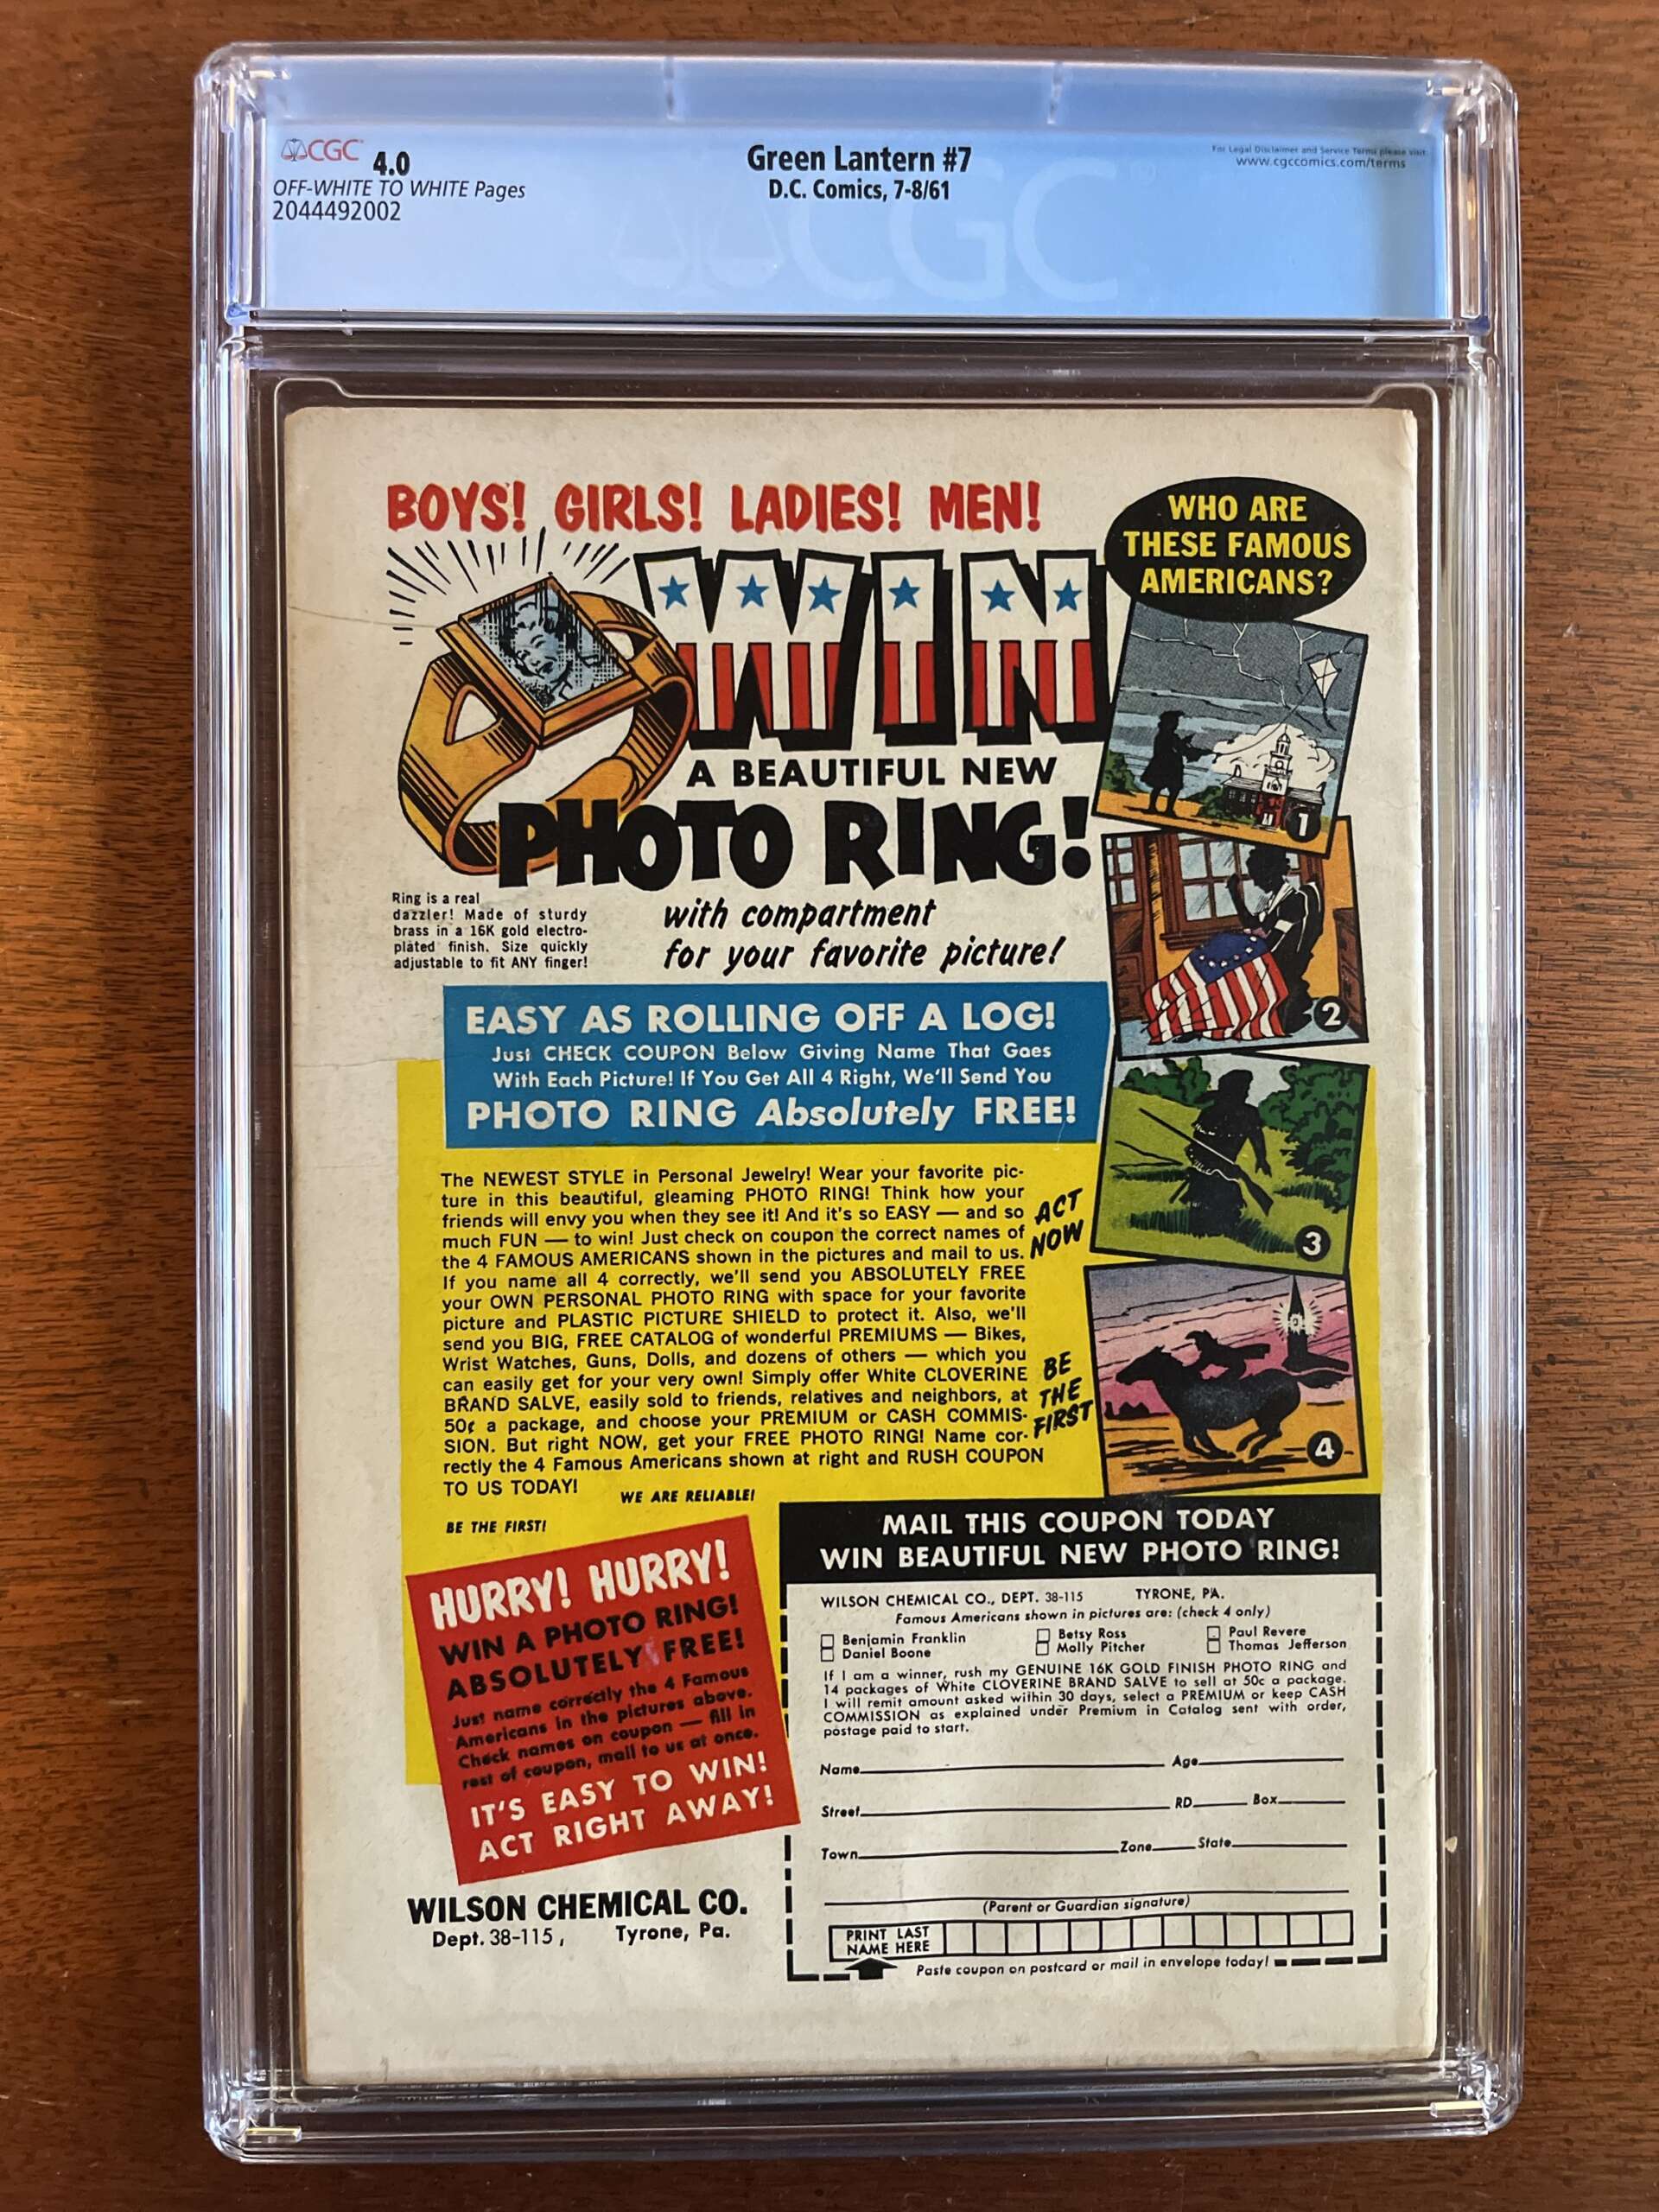 CGC 4.0
OFF-WHITE TO WHITE Pages
2044492002
Green Lantern #7
D.C. Comics, 7-8/61
For Legal Disclaimer and Service Terms please visit:
www.cgccomics.com/terms
CGC
BOYS! GIRLS! LADIES! MEN!
WIN
A BEAUTIFUL NEW
PHOTO RING!
with compartment
for your favorite picture!
Ring is a real
dazzler! Made of sturdy
brass in a 16K gold electro-
plated finish. Size quickly
adjustable to fit ANY finger!
WHO ARE
THESE FAMOUS
AMERICANS?
1
2
3
4
EASY AS ROLLING OFF A LOG!
Just CHECK COUPON Below Giving Name That Goes
With Each Picture! If You Get All 4 Right, We'll Send You
PHOTO RING Absolutely FREE!
The NEWEST STYLE in Personal Jewelry! Wear your favorite pic-
ture in this beautiful, gleaming PHOTO RING! Think how your
friends will envy you when they see it! And it's so EASY — and so
much FUN — to win! Just check on coupon the correct names of
the 4 FAMOUS AMERICANS shown in the pictures and mail to us.
If you name all 4 correctly, we'll send you ABSOLUTELY FREE
your OWN PERSONAL PHOTO RING with space for your favorite
picture and PLASTIC PICTURE SHIELD to protect it. Also, we'll
send you BIG, FREE CATALOG of wonderful PREMIUMS — Bikes,
Wrist Watches, Guns, Dolls, and dozens of others — which you
can easily get for your very own! Simply offer White CLOVERINE
BRAND SALVE, easily sold to friends, relatives and neighbors, at
50¢ a package, and choose your PREMIUM or CASH COMMIS-
SION. But right NOW, get your FREE PHOTO RING! Name cor-
rectly the 4 Famous Americans shown at right and RUSH COUPON
TO US TODAY!
WE ARE RELIABLE!
BE THE FIRST!
ACT
NOW
BE
THE
FIRST
HURRY! HURRY!
WIN A PHOTO RING!
ABSOLUTELY FREE!
Just name correctly the 4 Famous
Americans in the pictures above.
Check names on coupon — fill in
rest of coupon, mail to us at once.
IT'S EASY TO WIN!
ACT RIGHT AWAY!
WILSON CHEMICAL CO.
Dept. 38-115, Tyrone, Pa.
MAIL THIS COUPON TODAY
WIN BEAUTIFUL NEW PHOTO RING!
WILSON CHEMICAL CO., DEPT. 38-115 TYRONE, PA.
Famous Americans shown in pictures are: (check 4 only)
Benjamin Franklin Betsy Ross Paul Revere
Daniel Boone Molly Pitcher Thomas Jefferson
If I am a winner, rush my GENUINE 16K GOLD FINISH PHOTO RING and
14 packages of White CLOVERINE BRAND SALVE to sell at 50c a package.
I will remit amount asked within 30 days, select a PREMIUM or keep CASH
COMMISSION as explained under Premium in Catalog sent with order,
postage paid to start.
Name Age
Street RD Box
Town Zone State
(Parent or Guardian signature)
PRINT LAST
NAME HERE
Paste coupon on postcard or mail in envelope today!